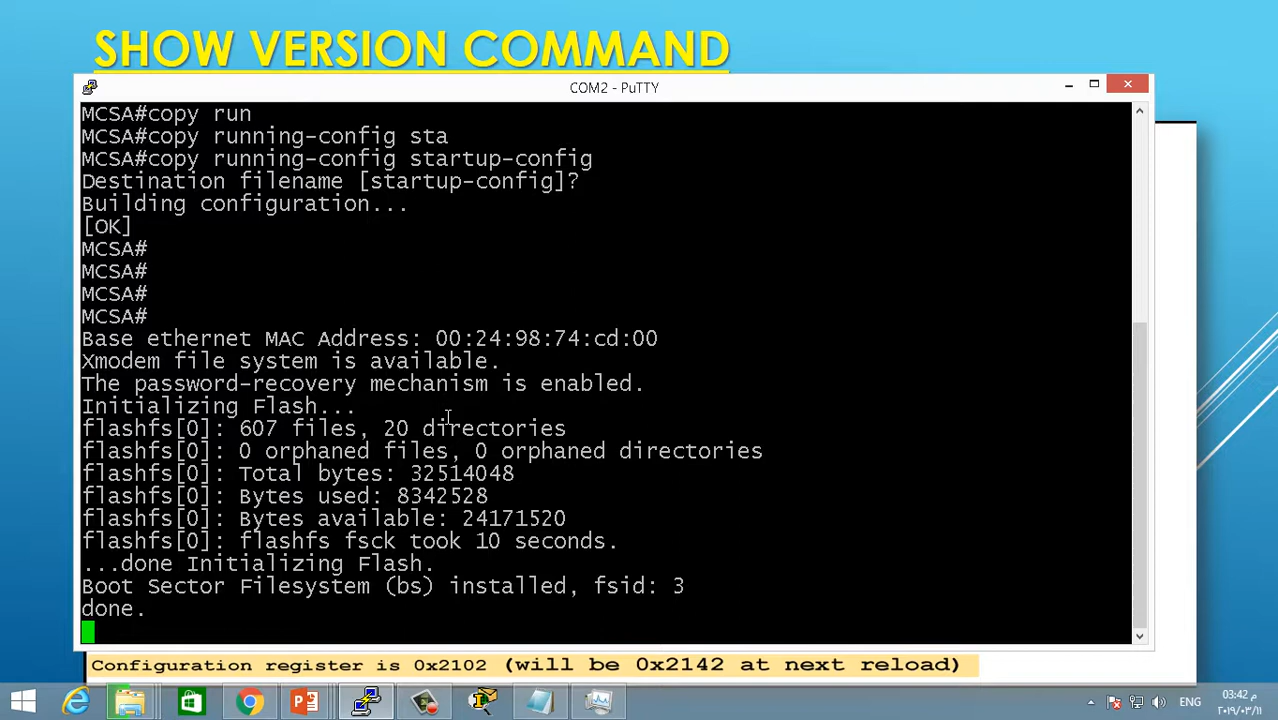 SHOW VERSION COMMAND
COM2 - PuTTY
MCSA#copy run
MCSA#copy running-config sta
MCSA#copy running-config startup-config
Destination filename [startup-config]?
Building configuration...
[OK]
MCSA#
MCSA#
MCSA#
MCSA#
Base ethernet MAC Address: 00:24:98:74:cd:00
Xmodem file system is available.
The password-recovery mechanism is enabled.
Initializing Flash...
flashfs[0]: 607 files, 20 directories
flashfs[0]: 0 orphaned files, 0 orphaned directories
flashfs[0]: Total bytes: 32514048
flashfs[0]: Bytes used: 8342528
flashfs[0]: Bytes available: 24171520
flashfs[0]: flashfs fsck took 10 seconds.
...done Initializing Flash.
Boot Sector Filesystem (bs) installed, fsid: 3
done.
Configuration register is 0x2102 (will be 0x2142 at next reload)
ENG
03:42 م
٢٠١٩/٠٣/١١